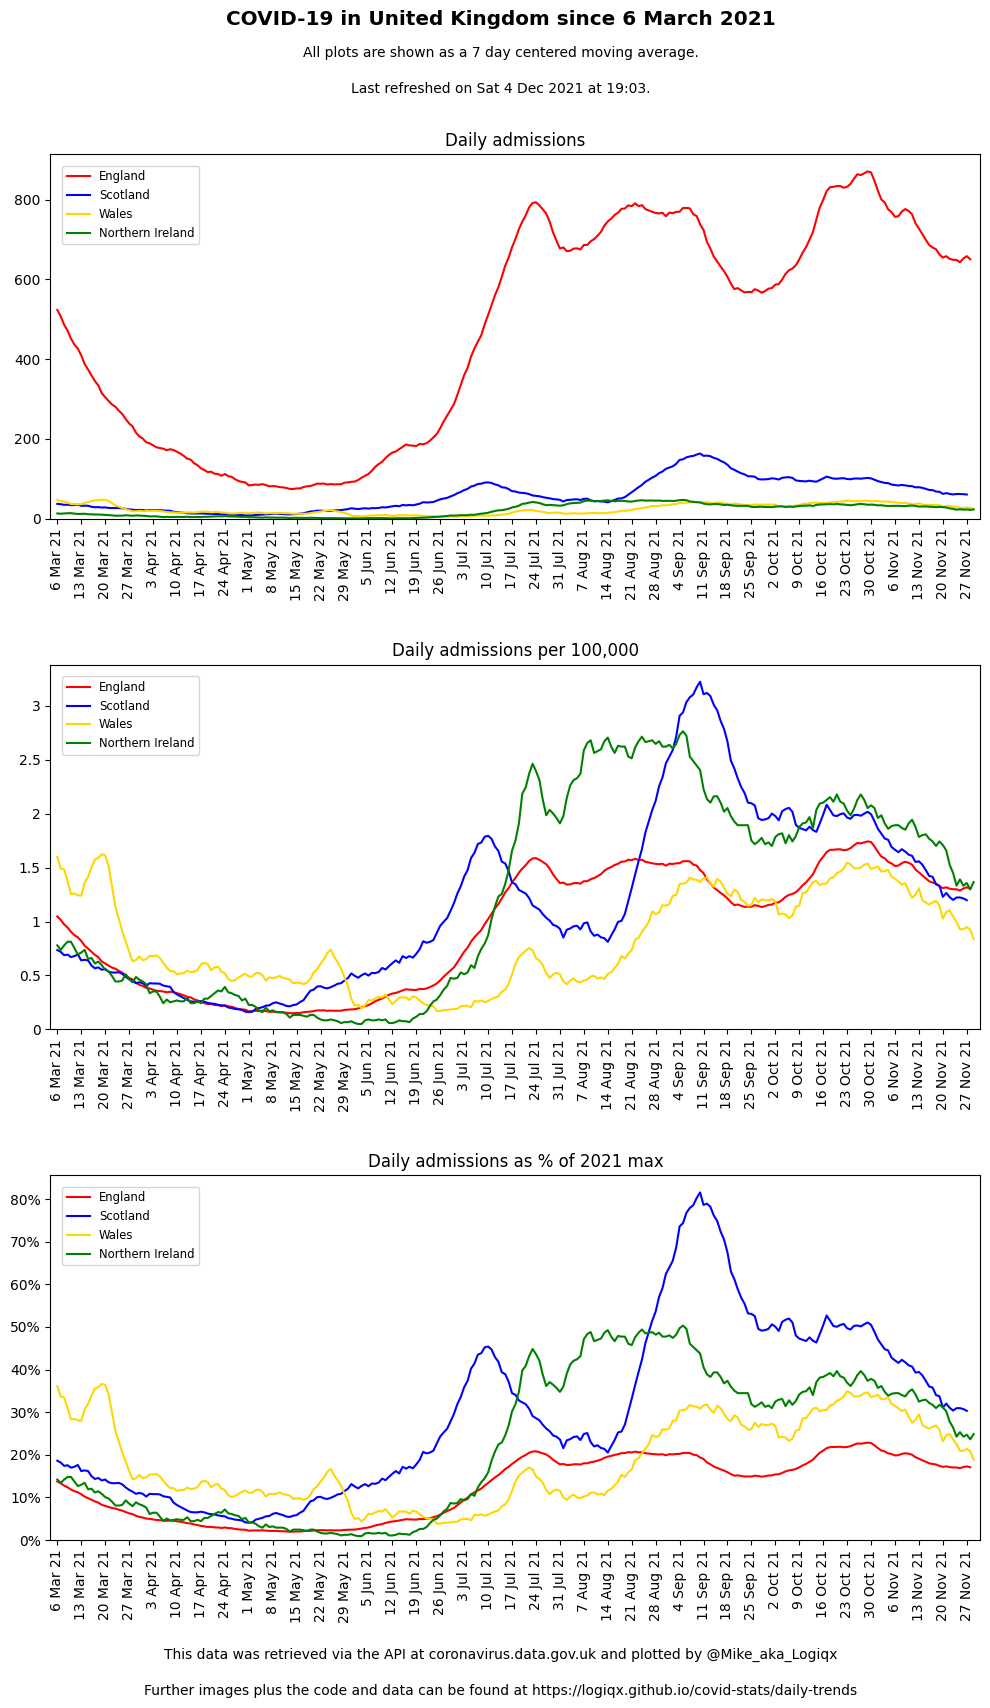 COVID-19 in United Kingdom since 6 March 2021
All plots are shown as a 7 day centered moving average.
Last refreshed on Sat 4 Dec 2021 at 19:03.
Daily admissions
England
Scotland
Wales
Northern Ireland
800
600
400
200
0
6 Mar 21
13 Mar 21
20 Mar 21
27 Mar 21
3 Apr 21
10 Apr 21
17 Apr 21
24 Apr 21
1 May 21
8 May 21
15 May 21
22 May 21
29 May 21
5 Jun 21
12 Jun 21
19 Jun 21
26 Jun 21
3 Jul 21
10 Jul 21
17 Jul 21
24 Jul 21
31 Jul 21
7 Aug 21
14 Aug 21
21 Aug 21
28 Aug 21
4 Sep 21
11 Sep 21
18 Sep 21
25 Sep 21
2 Oct 21
9 Oct 21
16 Oct 21
23 Oct 21
30 Oct 21
6 Nov 21
13 Nov 21
20 Nov 21
27 Nov 21
Daily admissions per 100,000
England
Scotland
Wales
Northern Ireland
3
2.5
2
1.5
1
0.5
0
6 Mar 21
13 Mar 21
20 Mar 21
27 Mar 21
3 Apr 21
10 Apr 21
17 Apr 21
24 Apr 21
1 May 21
8 May 21
15 May 21
22 May 21
29 May 21
5 Jun 21
12 Jun 21
19 Jun 21
26 Jun 21
3 Jul 21
10 Jul 21
17 Jul 21
24 Jul 21
31 Jul 21
7 Aug 21
14 Aug 21
21 Aug 21
28 Aug 21
4 Sep 21
11 Sep 21
18 Sep 21
25 Sep 21
2 Oct 21
9 Oct 21
16 Oct 21
23 Oct 21
30 Oct 21
6 Nov 21
13 Nov 21
20 Nov 21
27 Nov 21
Daily admissions as % of 2021 max
England
Scotland
Wales
Northern Ireland
80%
70%
60%
50%
40%
30%
20%
10%
0%
6 Mar 21
13 Mar 21
20 Mar 21
27 Mar 21
3 Apr 21
10 Apr 21
17 Apr 21
24 Apr 21
1 May 21
8 May 21
15 May 21
22 May 21
29 May 21
5 Jun 21
12 Jun 21
19 Jun 21
26 Jun 21
3 Jul 21
10 Jul 21
17 Jul 21
24 Jul 21
31 Jul 21
7 Aug 21
14 Aug 21
21 Aug 21
28 Aug 21
4 Sep 21
11 Sep 21
18 Sep 21
25 Sep 21
2 Oct 21
9 Oct 21
16 Oct 21
23 Oct 21
30 Oct 21
6 Nov 21
13 Nov 21
20 Nov 21
27 Nov 21
This data was retrieved via the API at coronavirus.data.gov.uk and plotted by @Mike_aka_Logiqx
Further images plus the code and data can be found at https://logiqx.github.io/covid-stats/daily-trends